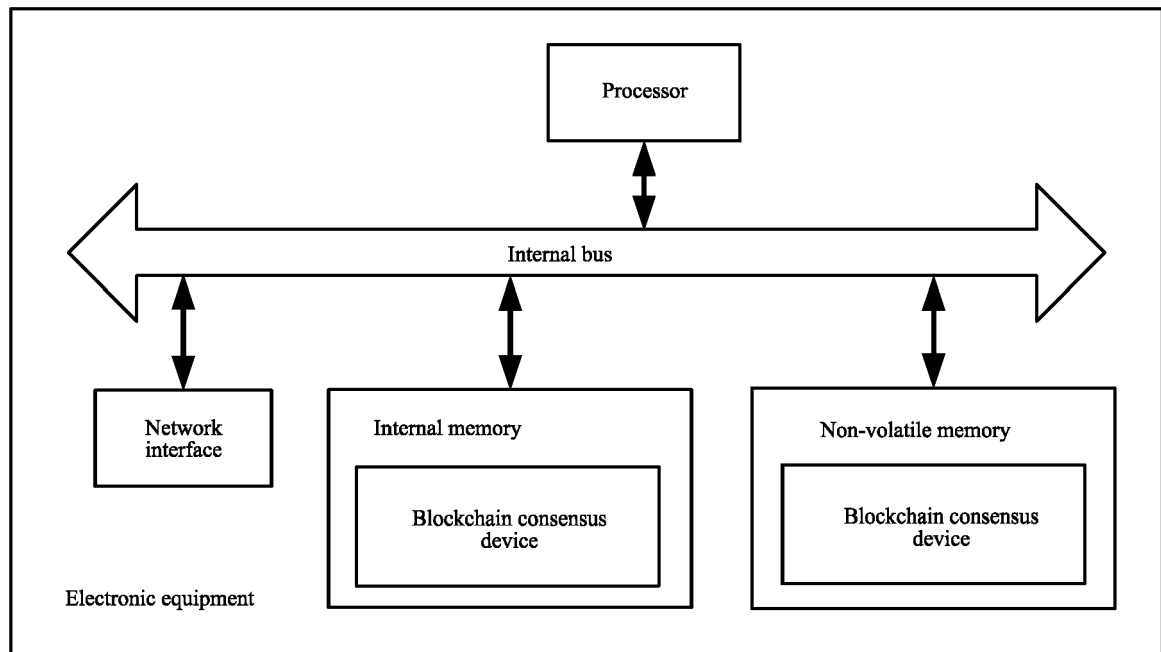 Processor
Internal bus
Network
interface
Internal memory
Non-volatile memory
Blockchain consensus
device
Blockchain consensus
device
Electronic equipment